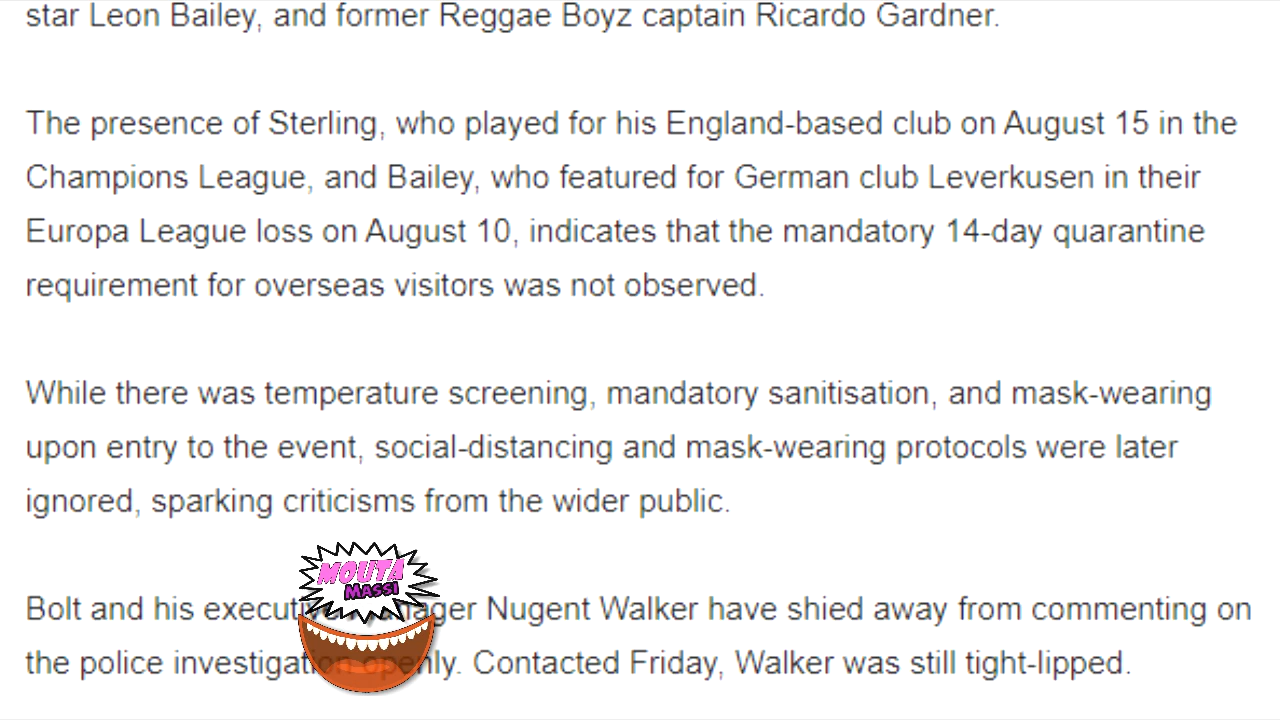 star Leon Bailey, and former Reggae Boyz captain Ricardo Gardner.
The presence of Sterling, who played for his England-based club on August 15 in the
Champions League, and Bailey, who featured for German club Leverkusen in their
Europa League loss on August 10, indicates that the mandatory 14-day quarantine
requirement for overseas visitors was not observed.
While there was temperature screening, mandatory sanitisation, and mask-wearing
upon entry to the event, social-distancing and mask-wearing protocols were later
ignored, sparking criticisms from the wider public.
MOUTA
MASSI
Bolt and his executive manager Nugent Walker have shied away from commenting on
the police investigation openly. Contacted Friday, Walker was still tight-lipped.